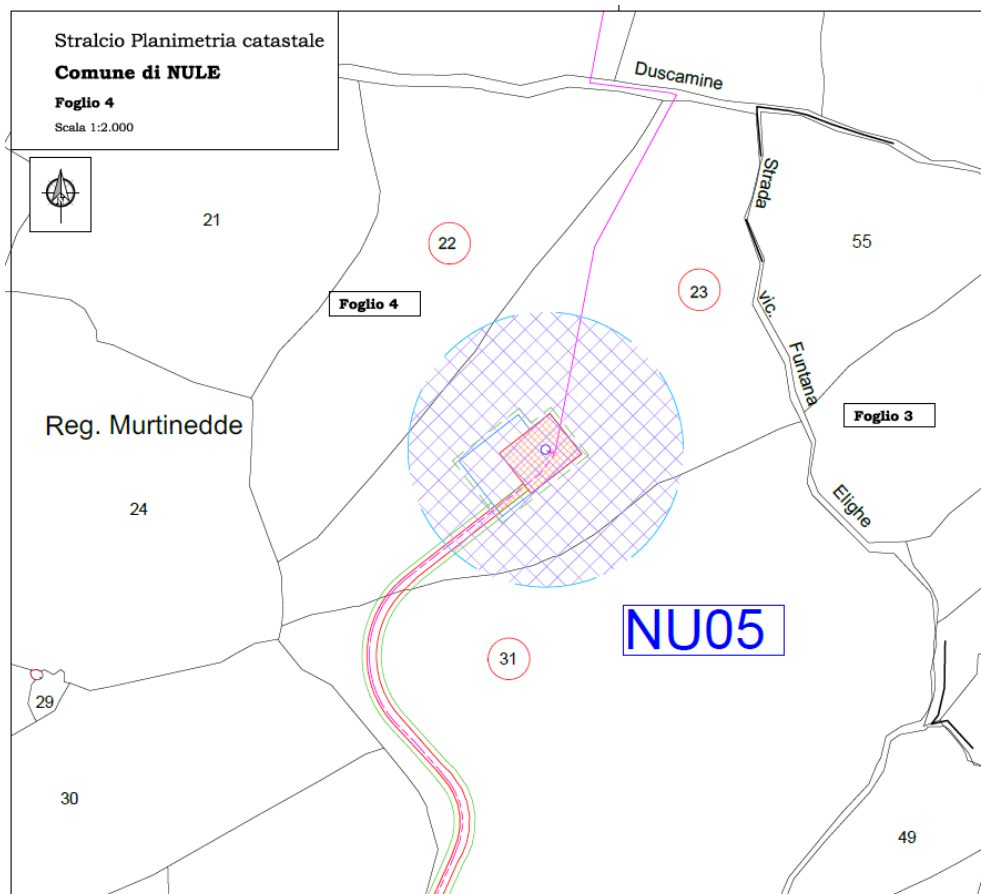 Stralcio Planimetria catastale
Comune di NULE
Foglio 4
Scala 1:2.000
Duscamine
Strada
21
22
55
23
Foglio 4
vic.
Funtana
Foglio 3
Reg. Murtinedde
24
Elighe
NU05
31
29
30
49